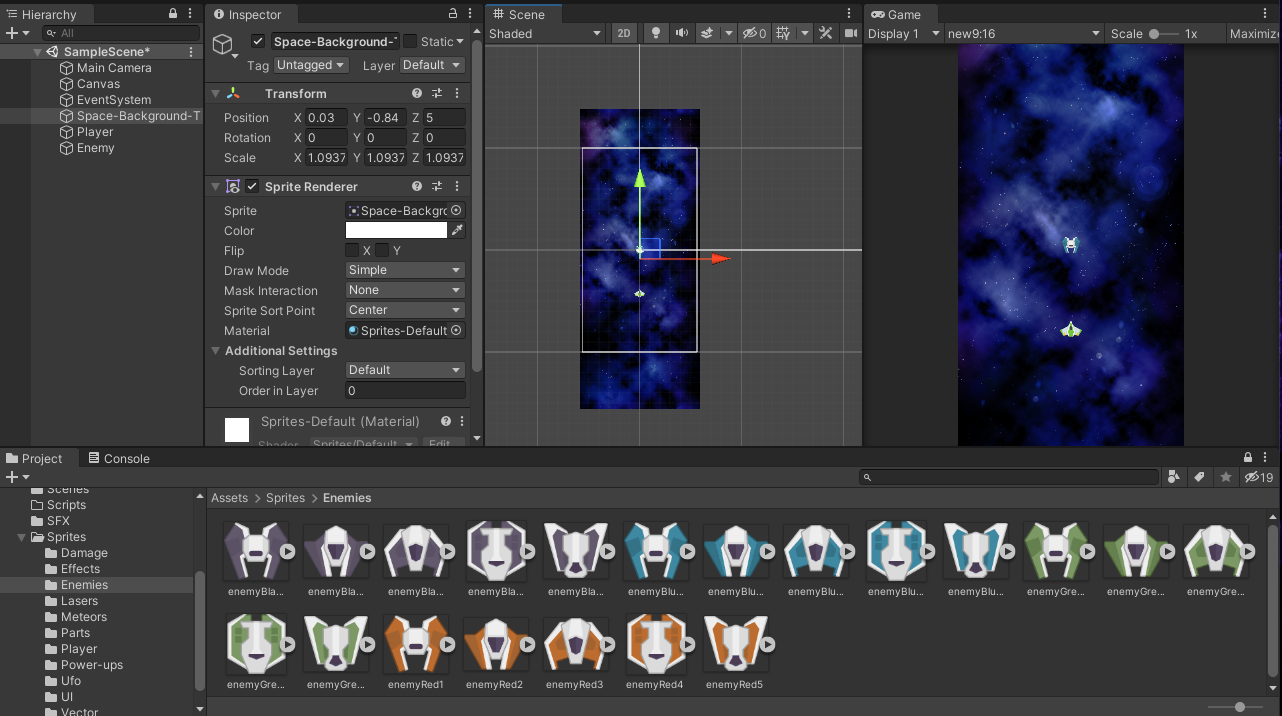 Hierarchy
All
SampleScene*
Main Camera
Canvas
EventSystem
Space-Background-T
Player
Enemy
Inspector
Space-Background-T
Static
Tag Untagged Layer Default
Transform
Position X 0.03 Y -0.84 Z 5
Rotation X 0 Y 0 Z 0
Scale X 1.0937 Y 1.0937 Z 1.0937
Sprite Renderer
Sprite Space-Backgro
Color
Flip X Y
Draw Mode Simple
Mask Interaction None
Sprite Sort Point Center
Material Sprites-Default
Additional Settings
Sorting Layer Default
Order in Layer 0
Sprites-Default (Material)
Shader Sprites/Default Edit
Scene
Shaded 2D 0
Game
Display 1 new9:16 Scale 1x Maximize
Project Console
19
Scenes
Scripts
SFX
Sprites
Damage
Effects
Enemies
Lasers
Meteors
Parts
Player
Power-ups
Ufo
UI
Vector
Assets > Sprites > Enemies
enemyBla... enemyBla... enemyBla... enemyBla... enemyBla... enemyBlu... enemyBlu... enemyBlu... enemyBlu... enemyBlu... enemyGre... enemyGre... enemyGre...
enemyGre... enemyGre... enemyRed1 enemyRed2 enemyRed3 enemyRed4 enemyRed5